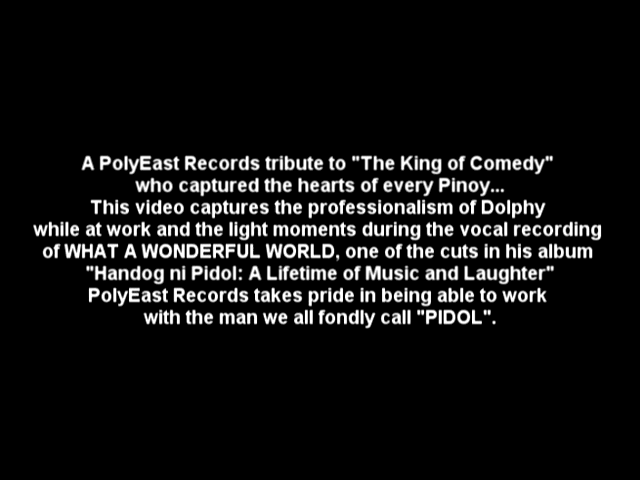 A PolyEast Records tribute to "The King of Comedy"
who captured the hearts of every Pinoy...
This video captures the professionalism of Dolphy
while at work and the light moments during the vocal recording
of WHAT A WONDERFUL WORLD, one of the cuts in his album
"Handog ni Pidol: A Lifetime of Music and Laughter"
PolyEast Records takes pride in being able to work
with the man we all fondly call "PIDOL".